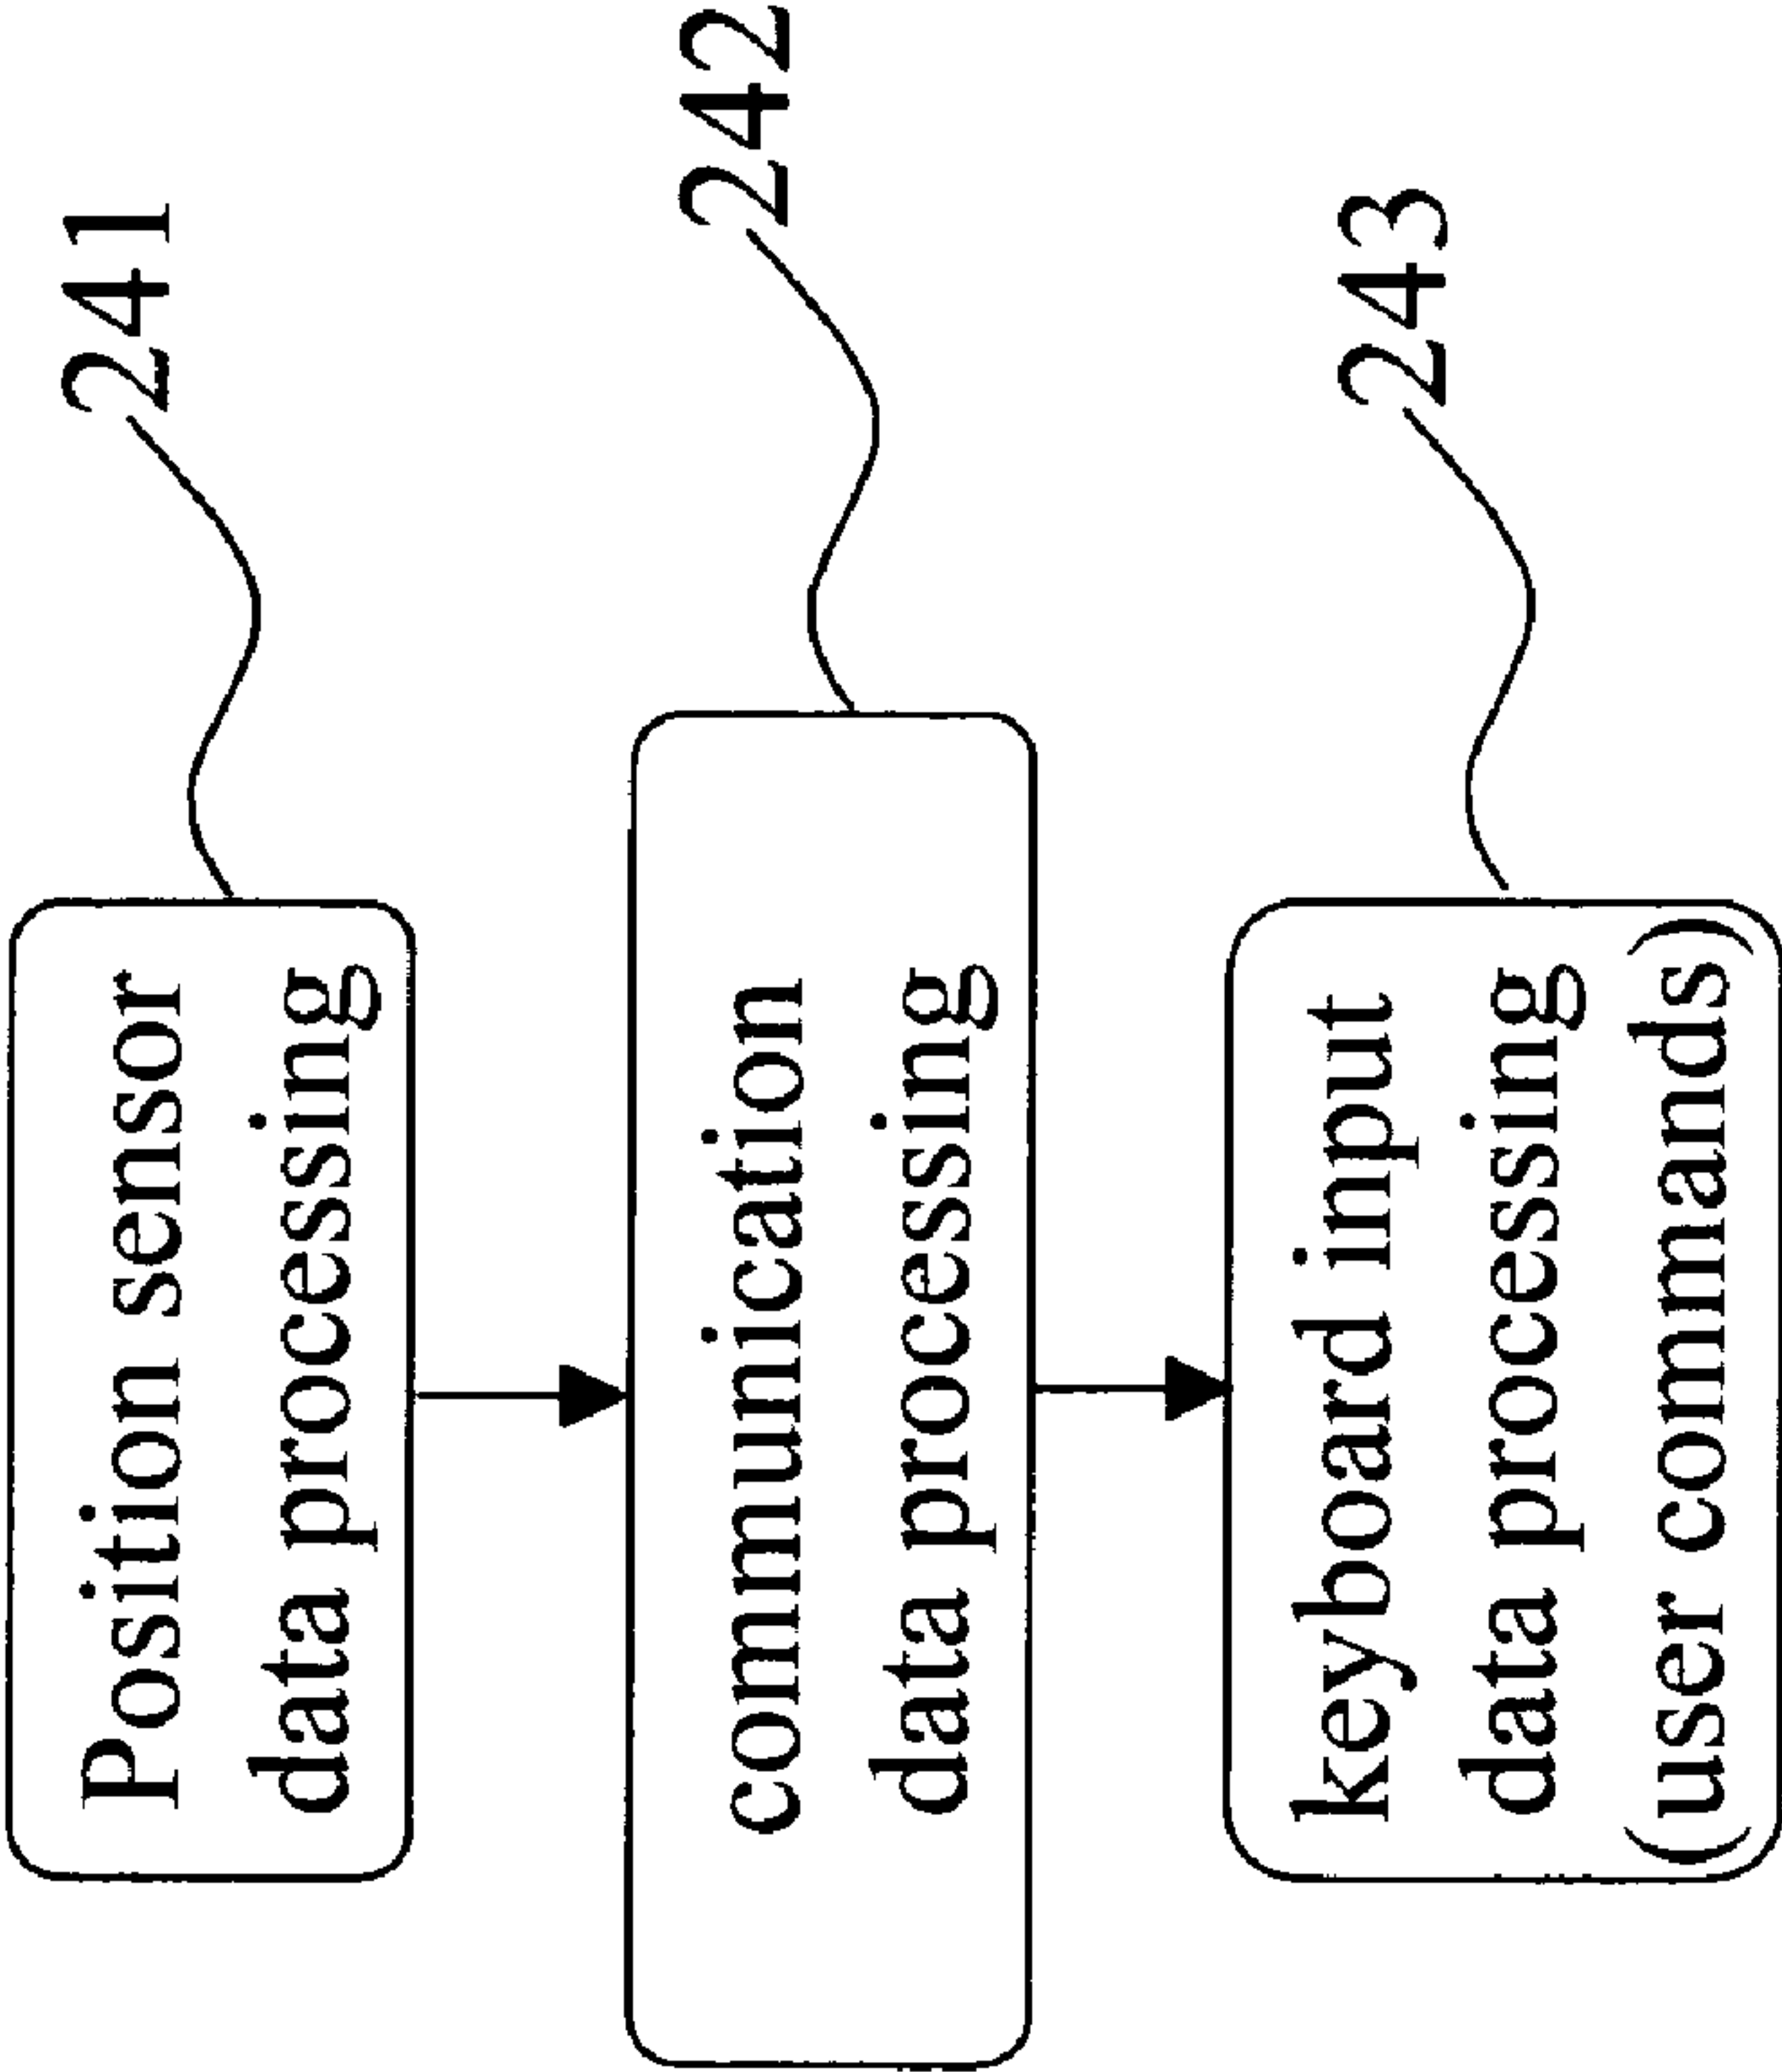 Position sensor
data processing
241
communication
data processing
242
keyboard input
data processing
(user commands)
243